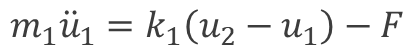 m₁ü₁ = k₁(u₂ − u₁) − F